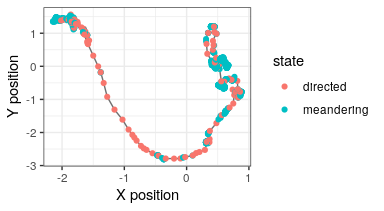 Y position
1
0
-1
-2
-3
-2
-1
0
1
X position
state
directed
meandering